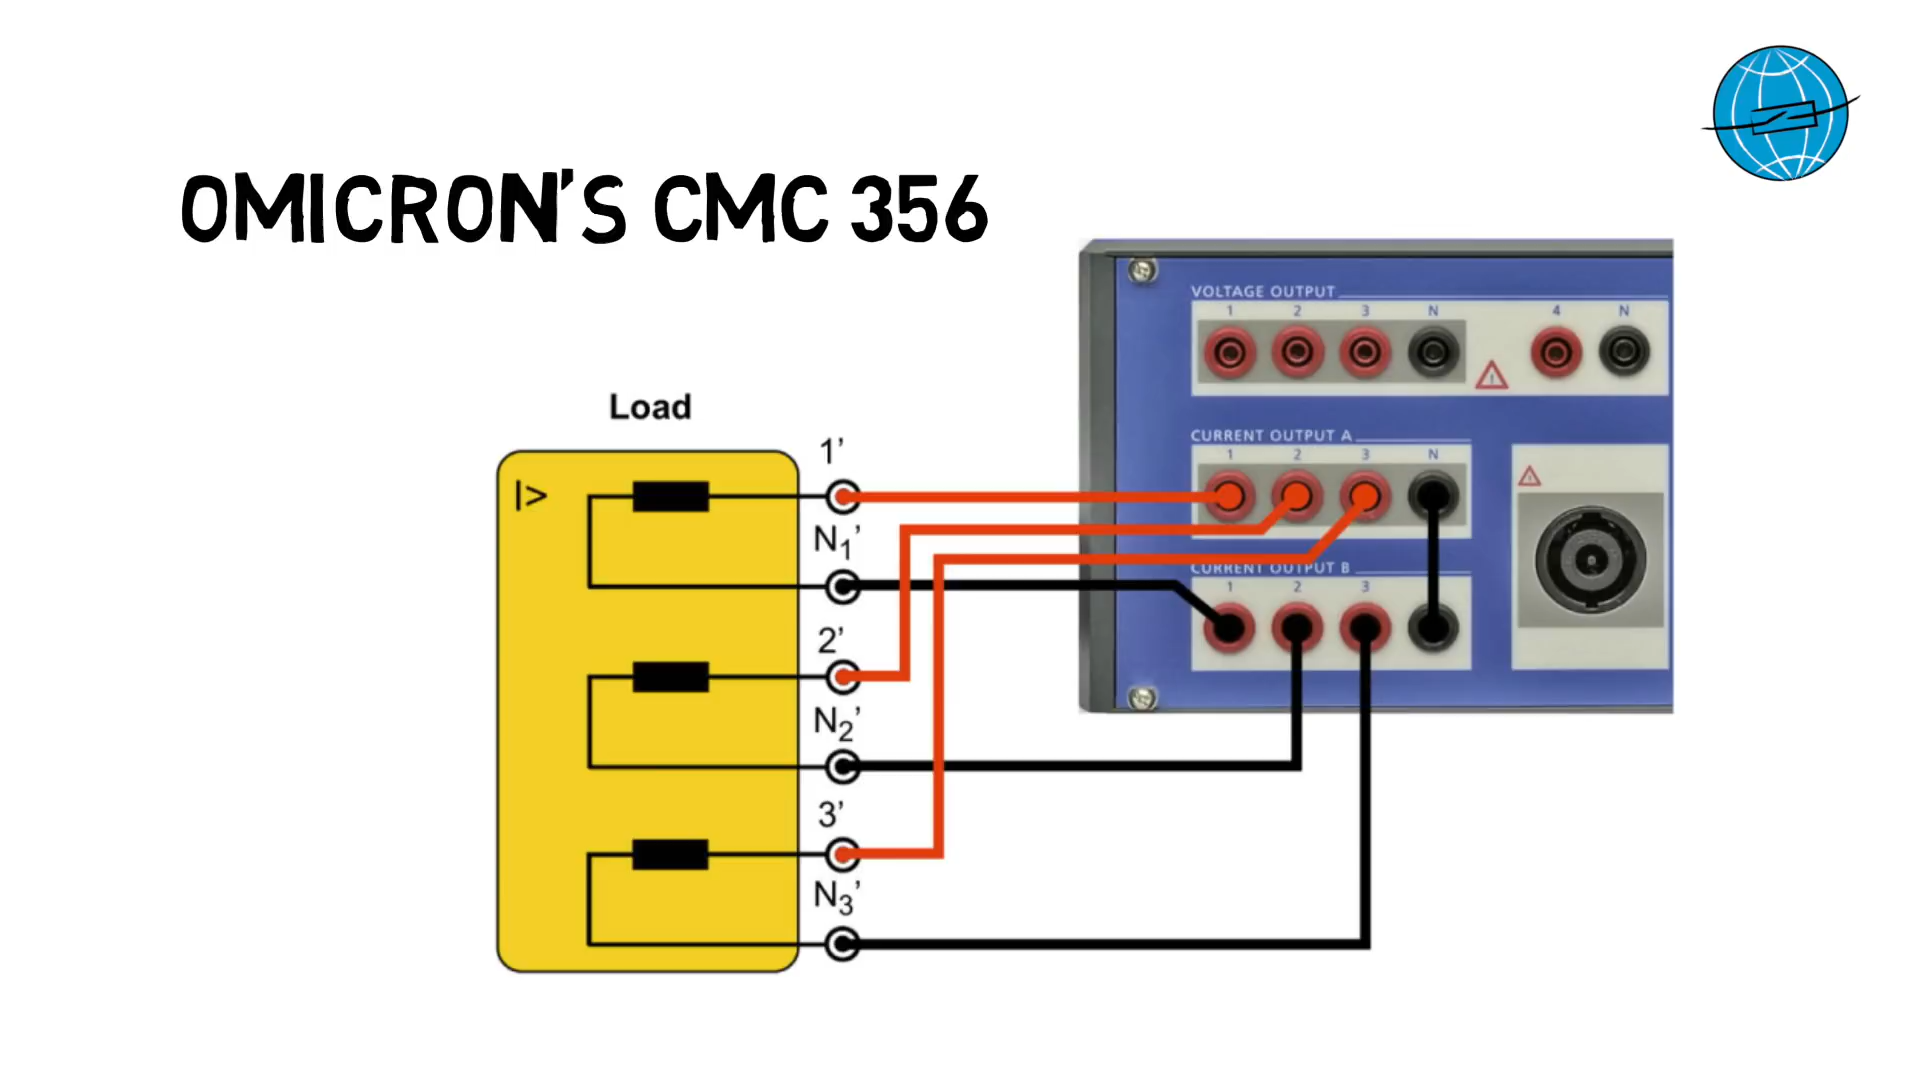 OMICRON'S CMC 356
VOLTAGE OUTPUT
1 2 3 N 4 N
Load
CURRENT OUTPUT A
1 2 3 N
I>
1'
N1'
CURRENT OUTPUT B
1 2 3
2'
N2'
3'
N3'